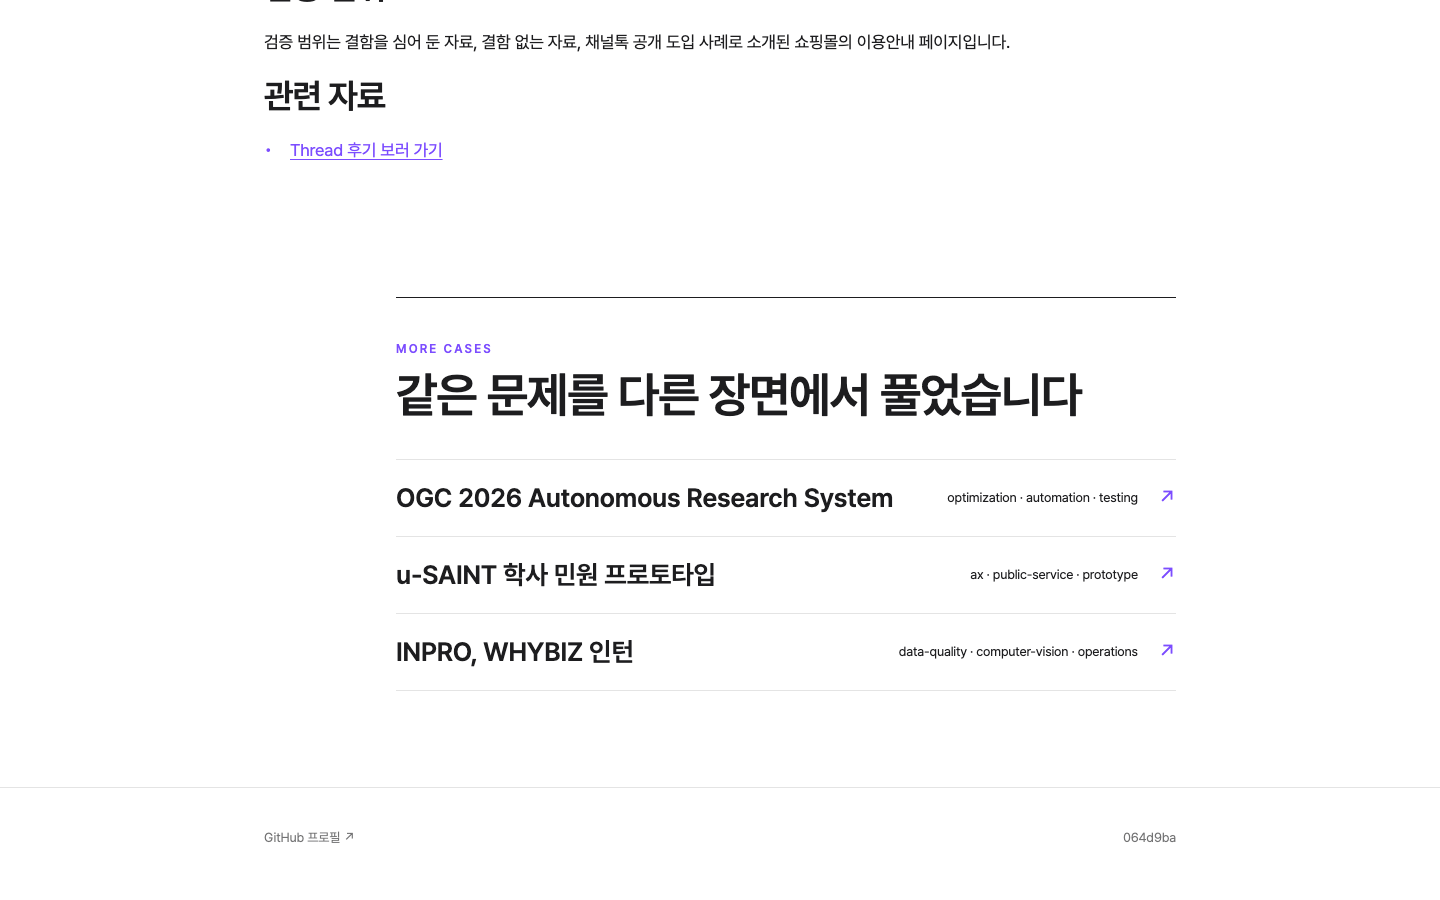 검증 범위는 결함을 심어 둔 자료, 결함 없는 자료, 채널톡 공개 도입 사례로 소개된 쇼핑몰의 이용안내 페이지입니다.
관련 자료
• Thread 후기 보러 가기
MORE CASES
같은 문제를 다른 장면에서 풀었습니다
OGC 2026 Autonomous Research System optimization · automation · testing ↗
u-SAINT 학사 민원 프로토타입 ax · public-service · prototype ↗
INPRO, WHYBIZ 인턴 data-quality · computer-vision · operations ↗
GitHub 프로필 ↗ 064d9ba